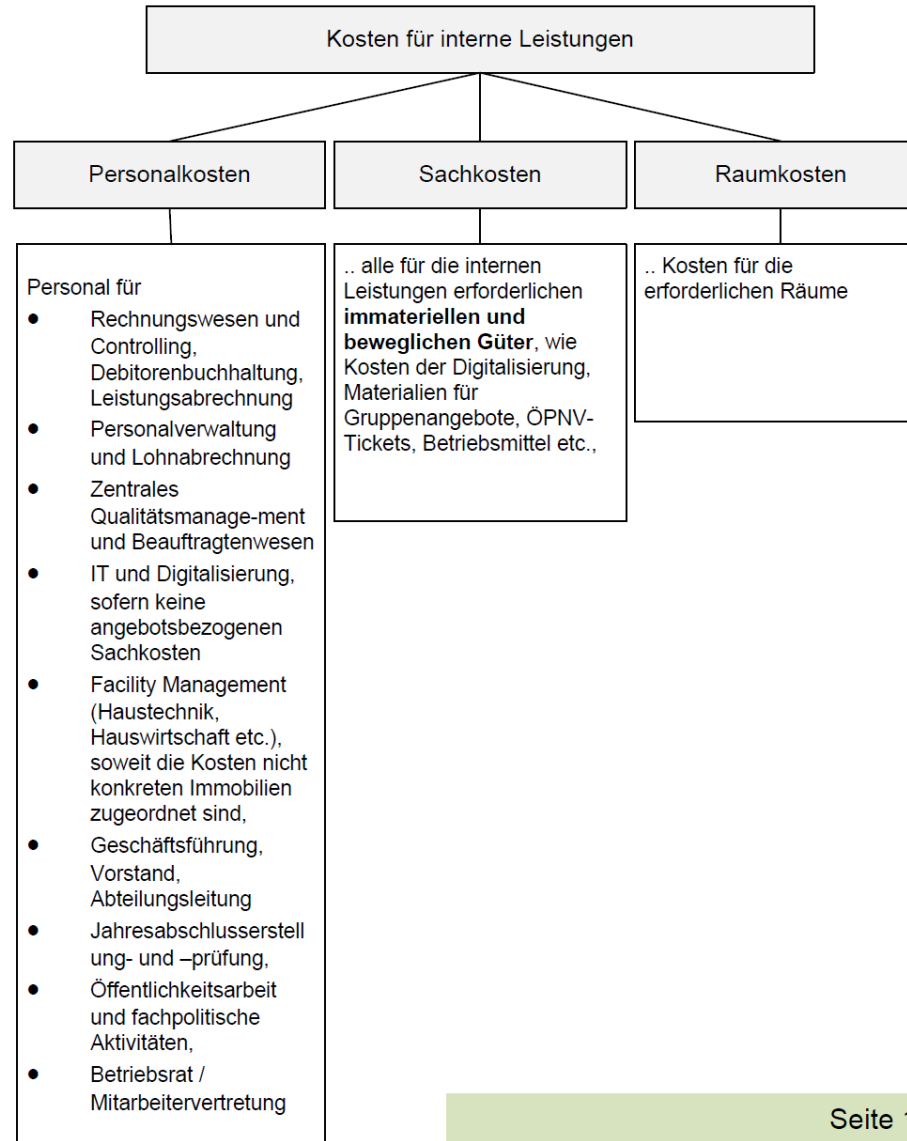 Kosten für interne Leistungen
Personalkosten
Sachkosten
Raumkosten
Personal für
● Rechnungswesen und
Controlling,
Debitorenbuchhaltung,
Leistungsabrechnung
● Personalverwaltung
und Lohnabrechnung
● Zentrales
Qualitätsmanage-ment
und Beauftragtenwesen
● IT und Digitalisierung,
sofern keine
angebotsbezogenen
Sachkosten
● Facility Management
(Haustechnik,
Hauswirtschaft etc.),
soweit die Kosten nicht
konkreten Immobilien
zugeordnet sind,
● Geschäftsführung,
Vorstand,
Abteilungsleitung
● Jahresabschlusserstell
ung- und –prüfung,
● Öffentlichkeitsarbeit
und fachpolitische
Aktivitäten,
● Betriebsrat /
Mitarbeitervertretung
.. alle für die internen
Leistungen erforderlichen
immateriellen und
beweglichen Güter, wie
Kosten der Digitalisierung,
Materialien für
Gruppenangebote, ÖPNV-
Tickets, Betriebsmittel etc.,
.. Kosten für die
erforderlichen Räume
Seite 1